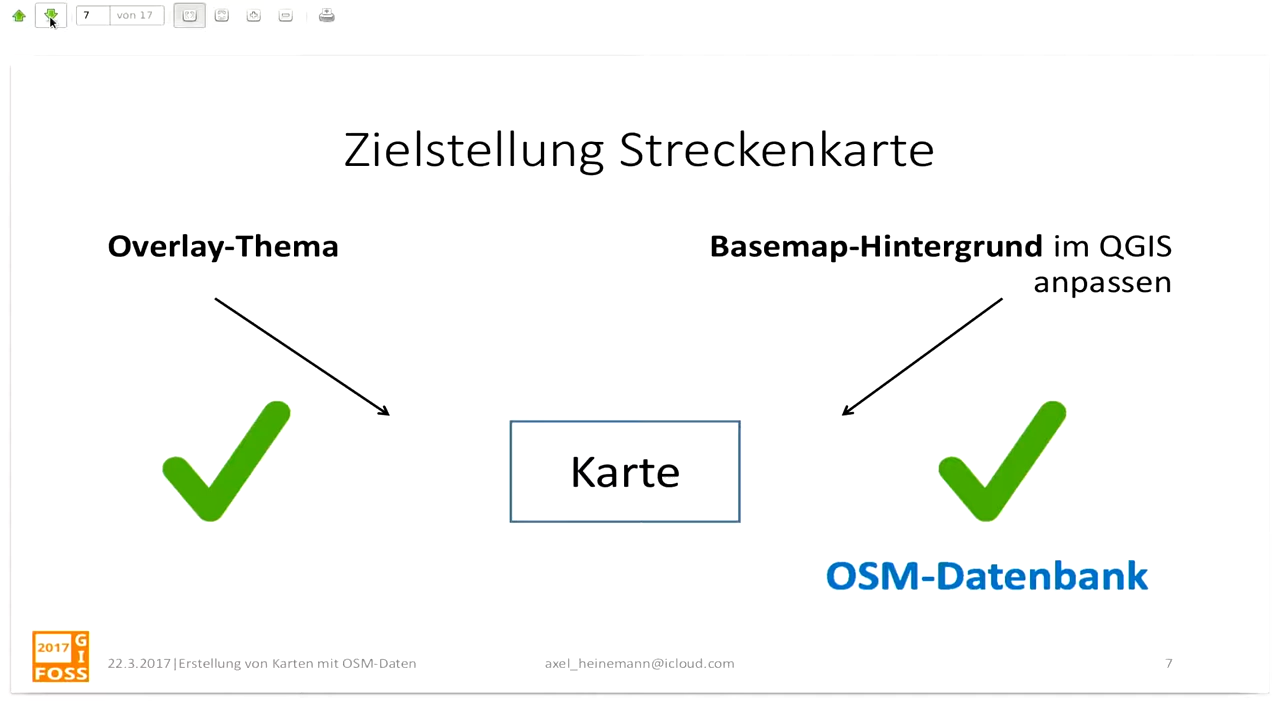 7 von 17
Zielstellung Streckenkarte
Overlay-Thema
Basemap-Hintergrund im QGIS
anpassen
Karte
OSM-Datenbank
2017 G
I
FOSS
22.3.2017|Erstellung von Karten mit OSM-Daten axel_heinemann@icloud.com 7